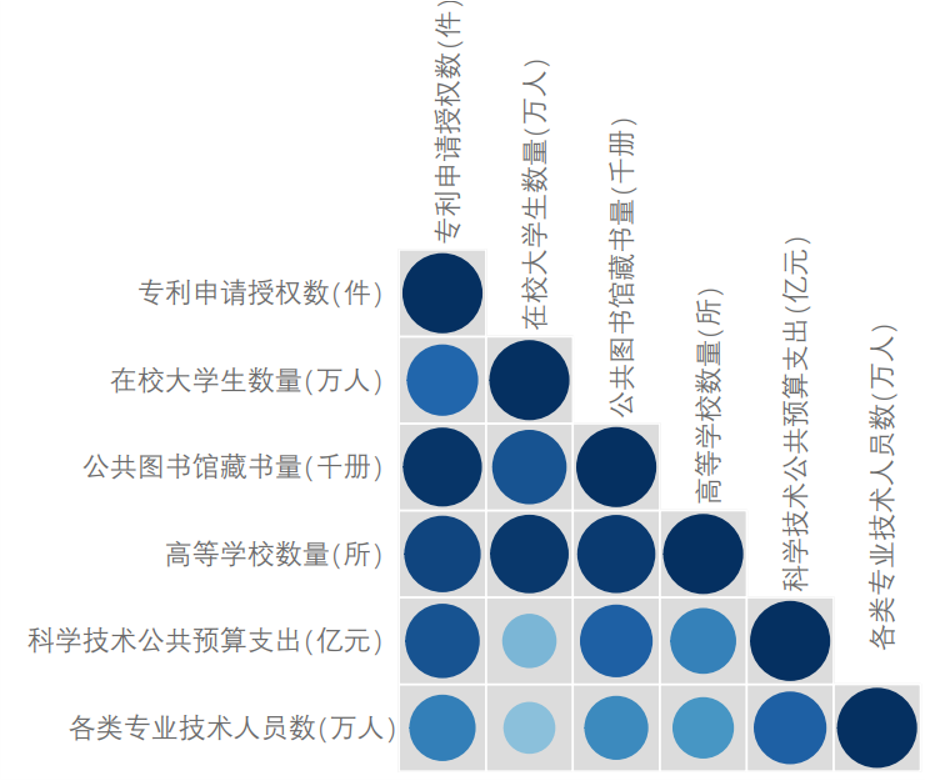 专利申请授权数(件)
在校大学生数量(万人)
公共图书馆藏书量(千册)
高等学校数量(所)
科学技术公共预算支出(亿元)
各类专业技术人员数(万人)
专利申请授权数(件)
在校大学生数量(万人)
公共图书馆藏书量(千册)
高等学校数量(所)
科学技术公共预算支出(亿元)
各类专业技术人员数(万人)